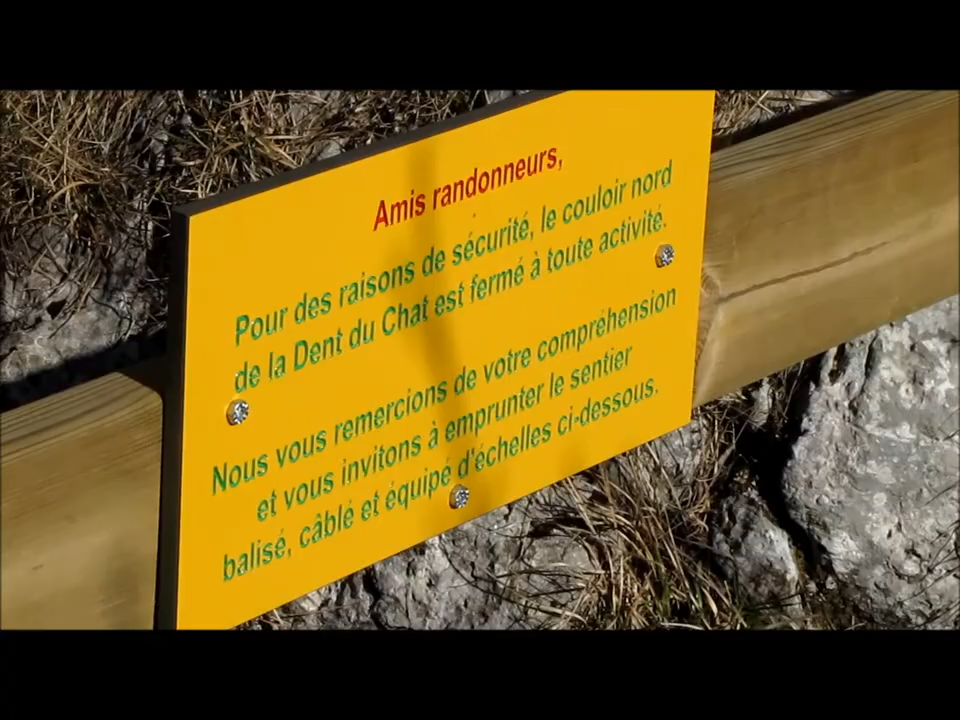 Amis randonneurs,
Pour des raisons de sécurité, le couloir nord
de la Dent du Chat est fermé à toute activité.
Nous vous remercions de votre compréhension
et vous invitons à emprunter le sentier
balisé, câblé et équipé d'échelles ci-dessous.